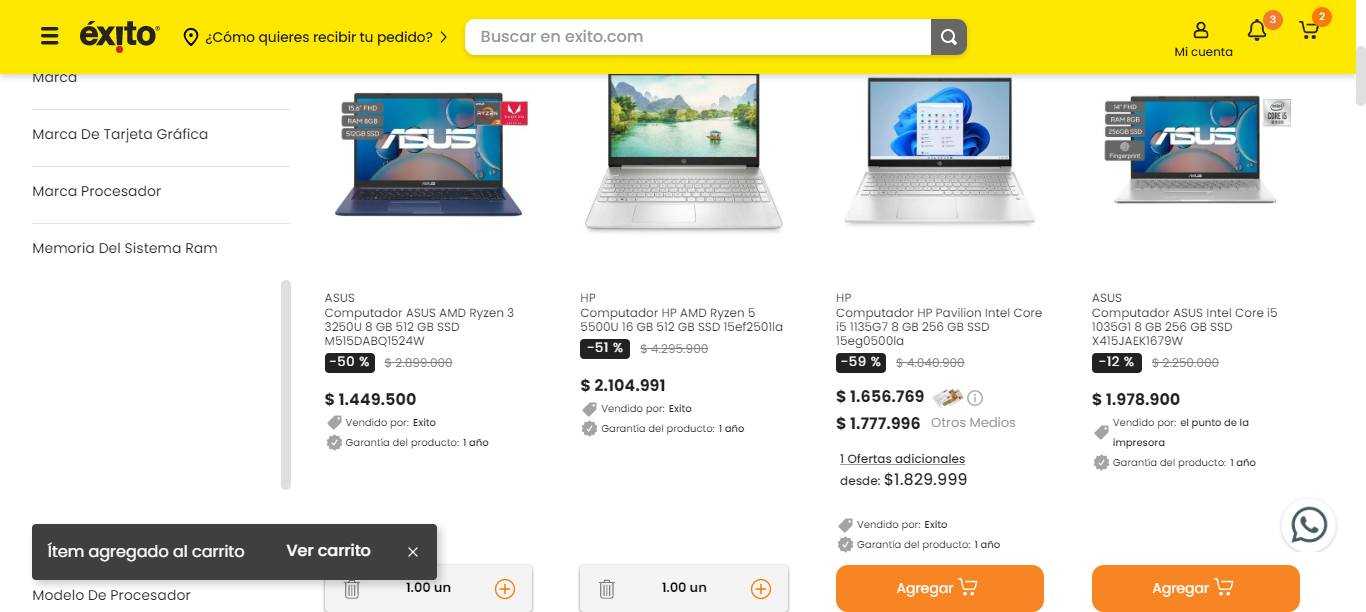 éxito
¿Cómo quieres recibir tu pedido?
Buscar en exito.com
Mi cuenta
3
2
Marca
Marca De Tarjeta Gráfica
Marca Procesador
Memoria Del Sistema Ram
Modelo De Procesador
15.6" FHD
RAM 8GB
512GB SSD
AMD
RYZEN
3
RADEON
ASUS
ASUS
ASUS
Computador ASUS AMD Ryzen 3
3250U 8 GB 512 GB SSD
M515DABQ1524W
-50 % $ 2.899.000
$ 1.449.500
Vendido por: Exito
Garantía del producto: 1 año
1.00 un
HP
Computador HP AMD Ryzen 5
5500U 16 GB 512 GB SSD 15ef2501la
-51 % $ 4.295.900
$ 2.104.991
Vendido por: Exito
Garantía del producto: 1 año
1.00 un
HP
Computador HP Pavilion Intel Core
i5 1135G7 8 GB 256 GB SSD
15eg0500la
-59 % $ 4.040.900
$ 1.656.769
$ 1.777.996 Otros Medios
1 Ofertas adicionales
desde: $1.829.999
Vendido por: Exito
Garantía del producto: 1 año
Agregar
14" FHD
RAM 8GB
256GB SSD
Fingerprint
intel
CORE i5
ASUS
ASUS
ASUS
Computador ASUS Intel Core i5
1035G1 8 GB 256 GB SSD
X415JAEK1679W
-12 % $ 2.250.000
$ 1.978.900
Vendido por: el punto de la
impresora
Garantía del producto: 1 año
Agregar
Ítem agregado al carrito Ver carrito ×